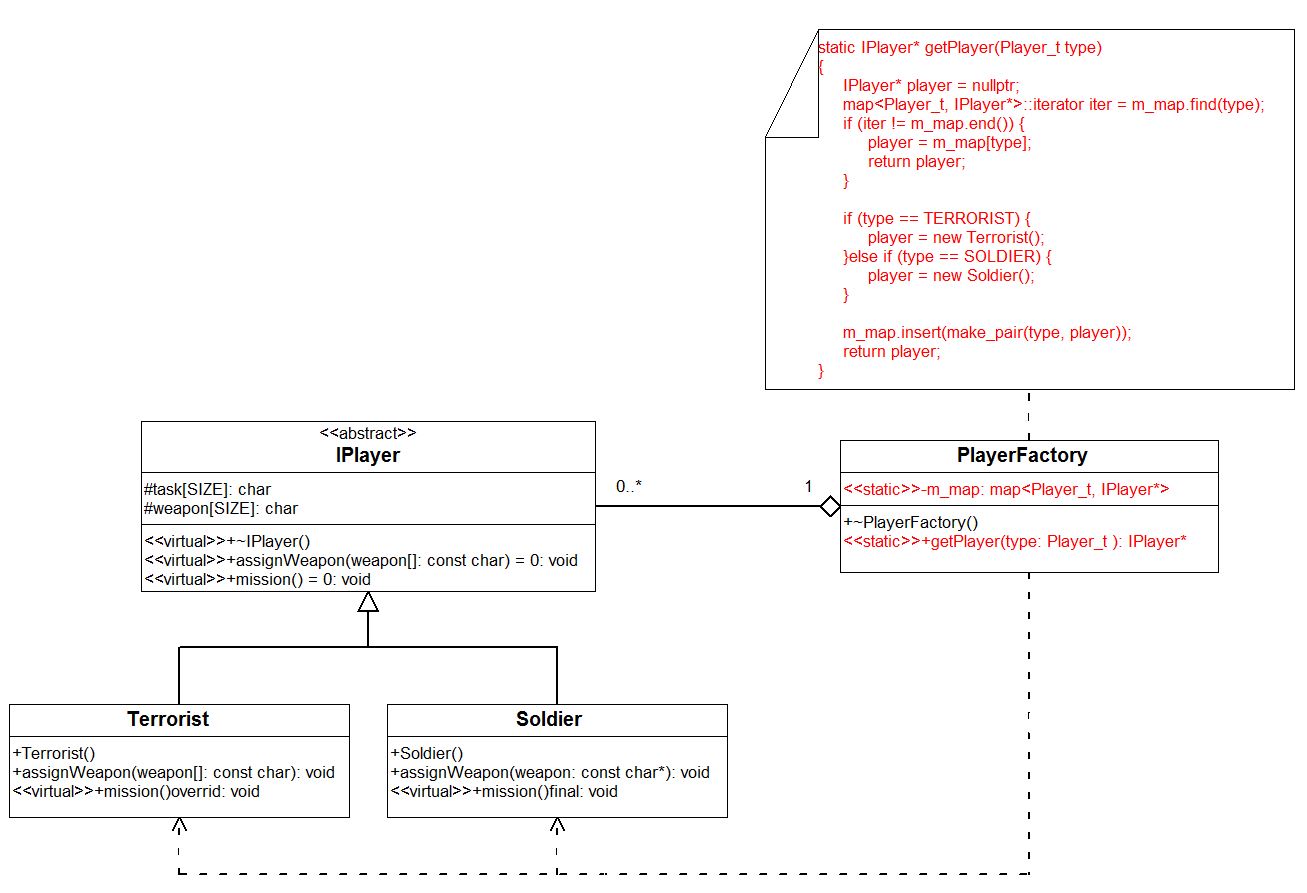 static IPlayer* getPlayer(Player_t type)
{
IPlayer* player = nullptr;
map<Player_t, IPlayer*>::iterator iter = m_map.find(type);
if (iter != m_map.end()) {
player = m_map[type];
return player;
}
if (type == TERRORIST) {
player = new Terrorist();
}else if (type == SOLDIER) {
player = new Soldier();
}
m_map.insert(make_pair(type, player));
return player;
}
<<abstract>>
IPlayer
#task[SIZE]: char
#weapon[SIZE]: char
<<virtual>>+~IPlayer()
<<virtual>>+assignWeapon(weapon[]: const char) = 0: void
<<virtual>>+mission() = 0: void
0..*
1
PlayerFactory
<<static>>-m_map: map<Player_t, IPlayer*>
+~PlayerFactory()
<<static>>+getPlayer(type: Player_t ): IPlayer*
Terrorist
+Terrorist()
+assignWeapon(weapon[]: const char): void
<<virtual>>+mission()overrid: void
Soldier
+Soldier()
+assignWeapon(weapon: const char*): void
<<virtual>>+mission()final: void